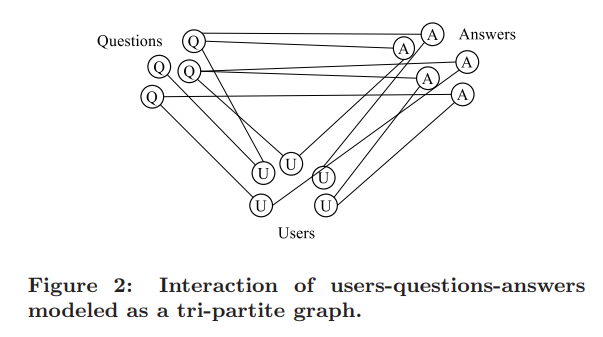 Questions
Answers
Q
A
A
Q
Q
A
A
Q
A
U
U
U
U
U
Users
Figure 2: Interaction of users-questions-answers
modeled as a tri-partite graph.